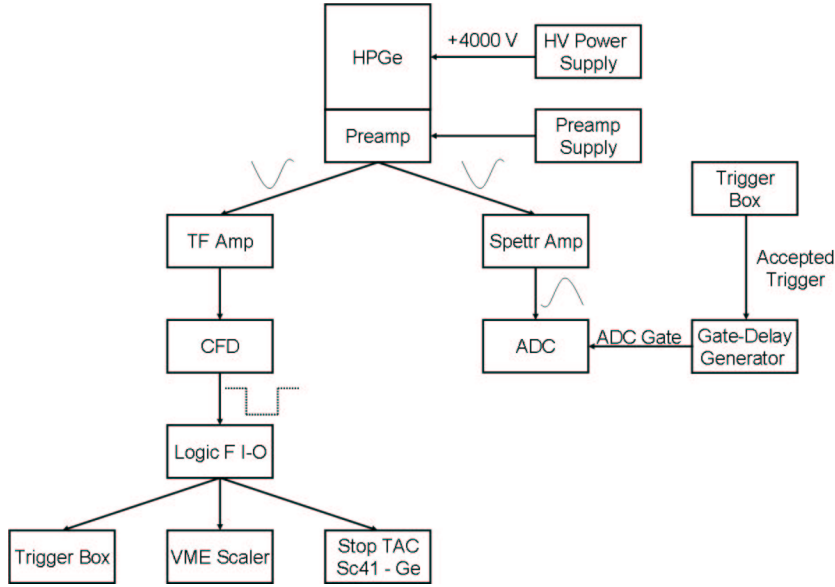 HPGe
+4000 V
HV Power
Supply
Preamp
Preamp
Supply
Trigger
Box
TF Amp
Spettr Amp
Accepted
Trigger
CFD
ADC
ADC Gate
Gate-Delay
Generator
Logic F I-O
Trigger Box
VME Scaler
Stop TAC
Sc41 - Ge